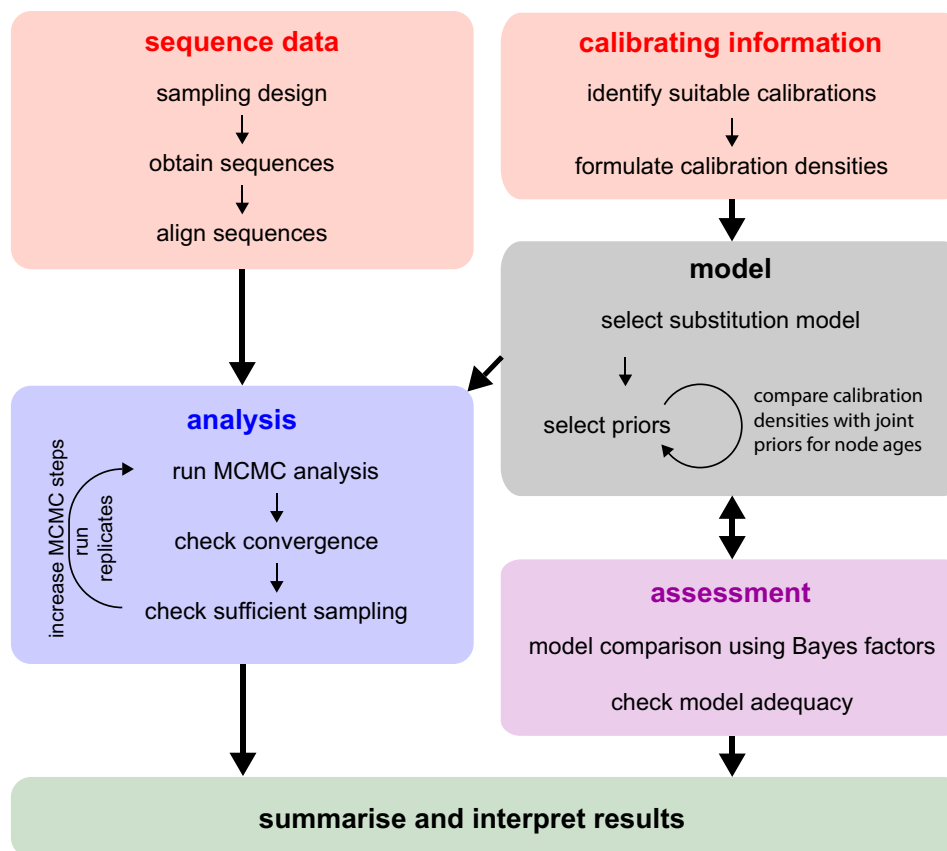 sequence data
sampling design
obtain sequences
align sequences
calibrating information
identify suitable calibrations
formulate calibration densities
model
select substitution model
select priors
compare calibration
densities with joint
priors for node ages
analysis
run MCMC analysis
check convergence
check sufficient sampling
increase MCMC steps
run
replicates
assessment
model comparison using Bayes factors
check model adequacy
summarise and interpret results